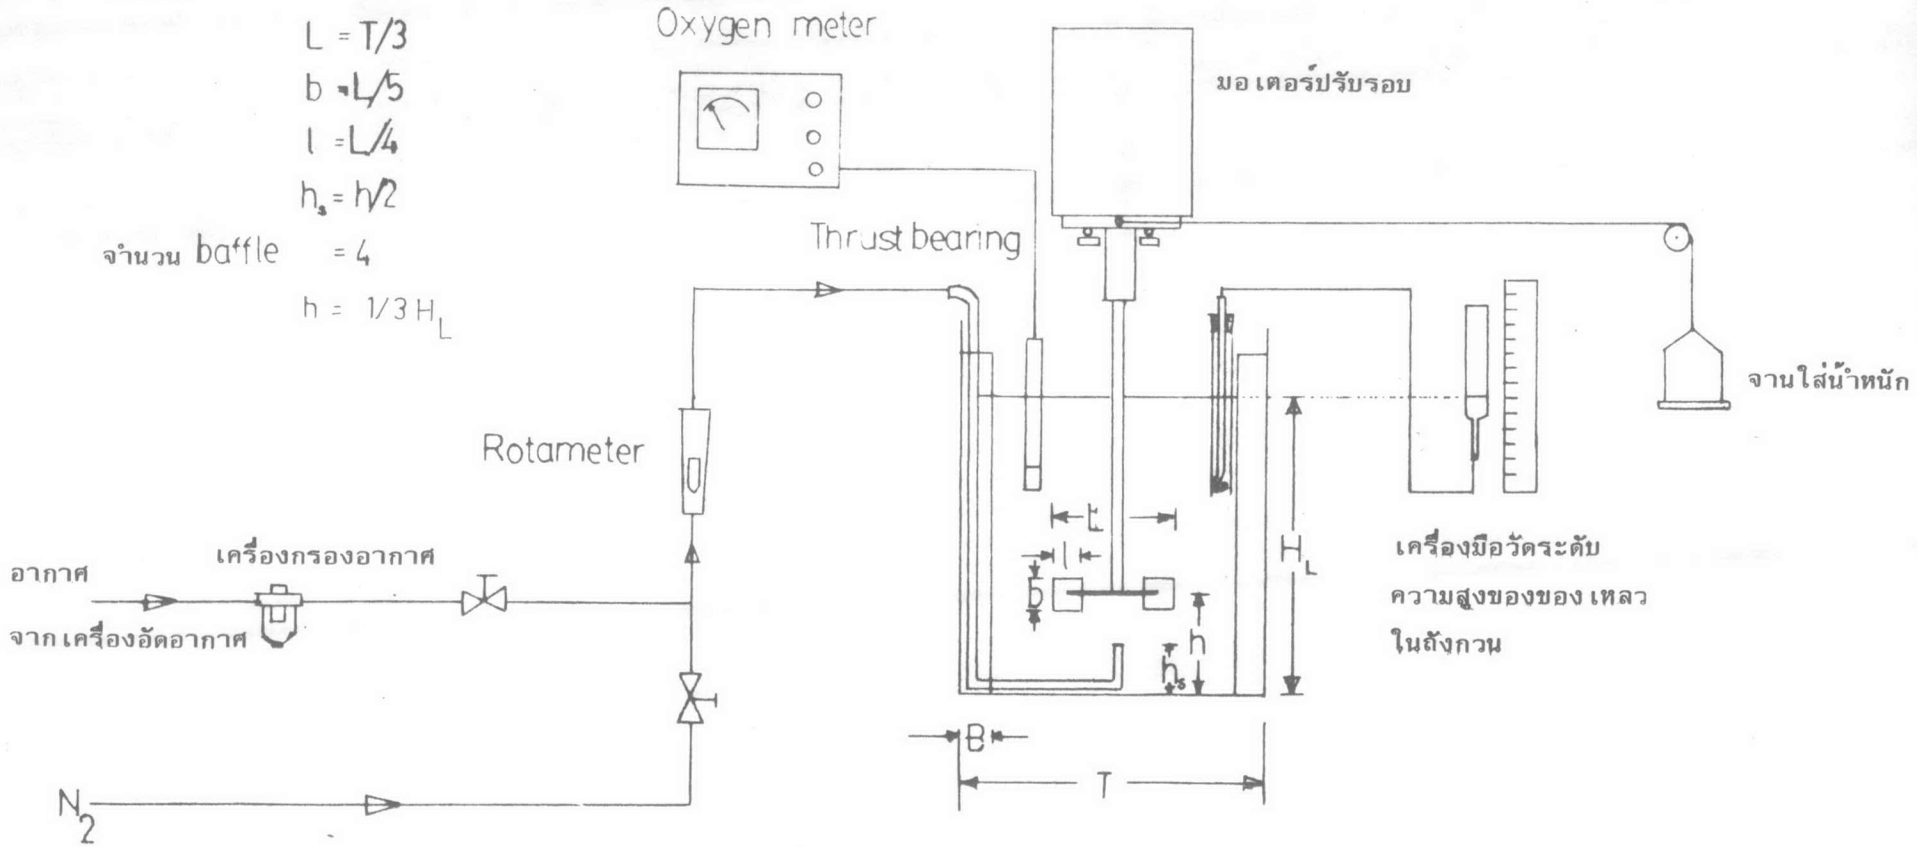 L = T/3
b = L/5
l = L/4
hs = h/2
จำนวน baffle = 4
h = 1/3 HL
Oxygen meter
มอเตอร์ปรับรอบ
Thrust bearing
จานใส่น้ำหนัก
Rotameter
เครื่องกรองอากาศ
อากาศ
จากเครื่องอัดอากาศ
N2
L
l
b
h
hs
HL
B
T
เครื่องมือวัดระดับ
ความสูงของของเหลว
ในถังกวน